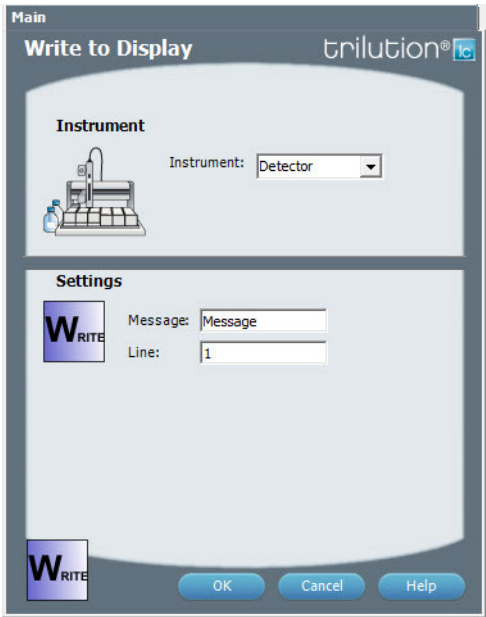 Main
Write to Display
trilution® lc
Instrument
Instrument: Detector
Settings
WRITE
Message: Message
Line: 1
WRITE
OK Cancel Help